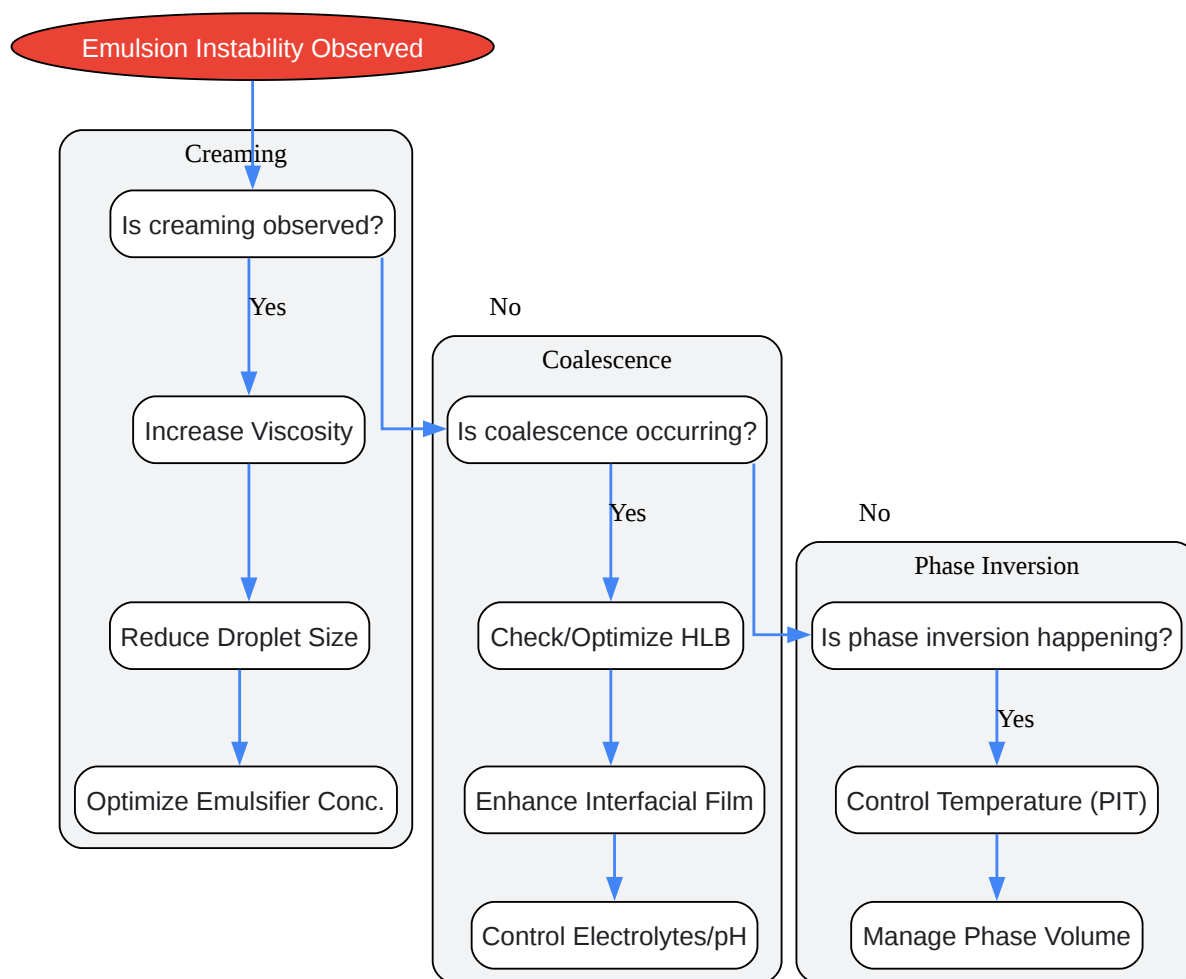 Emulsion Instability Observed
Creaming
Is creaming observed?
Yes
No
Increase Viscosity
Reduce Droplet Size
Optimize Emulsifier Conc.
Coalescence
Is coalescence occurring?
Yes
No
Check/Optimize HLB
Enhance Interfacial Film
Control Electrolytes/pH
Phase Inversion
Is phase inversion happening?
Yes
Control Temperature (PIT)
Manage Phase Volume